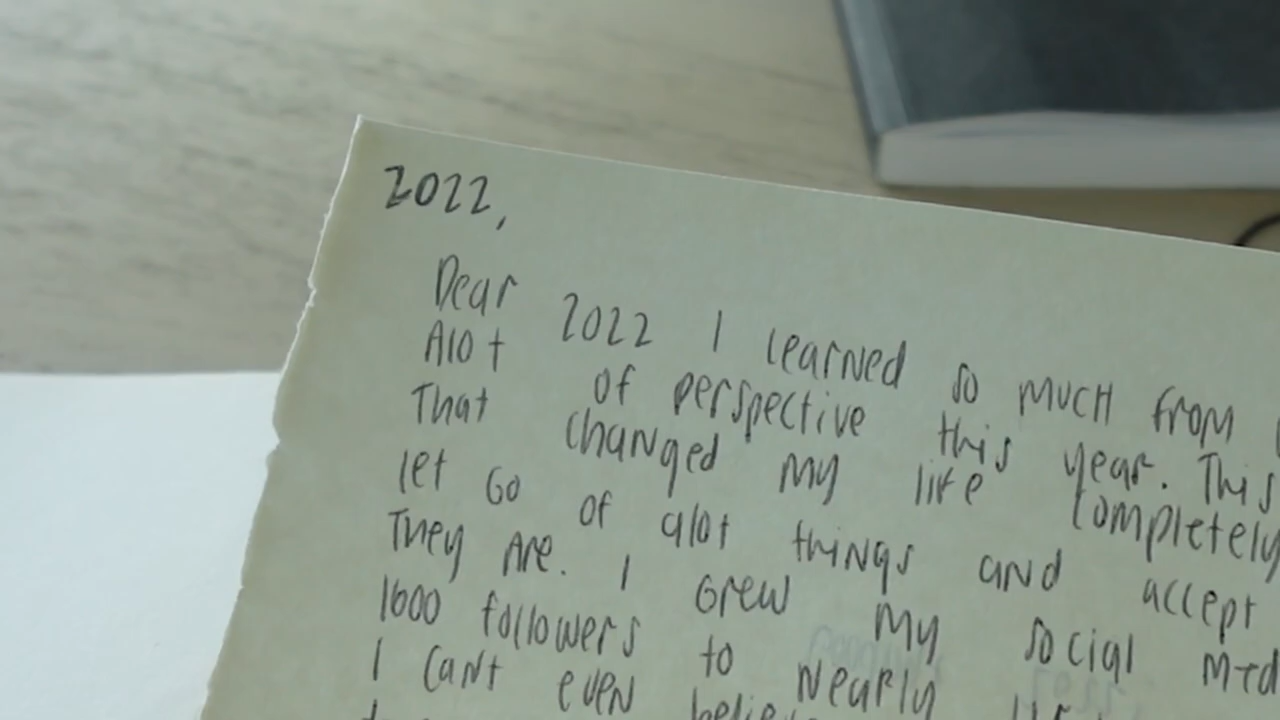 2022,
Dear 2022 I learned so much from
Alot of perspective this year. This
That changed my life completely
let Go of alot things and accept
They Are. I Grew my social
1600 followers to Nearly
I Cant even